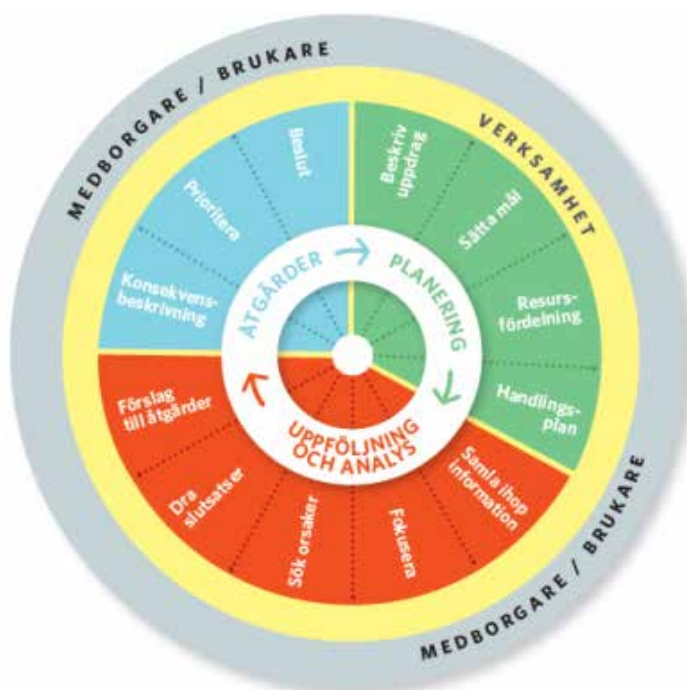 MEDBORGARE / BRUKARE
VERKSAMHET
Beskriv
uppdrag
Sätta mål
Resurs-
fördelning
Handlings-
plan
Samla ihop
information
Fokusera
Sök orsaker
Dra
slutsatser
Förslag
till åtgärder
Konsekvens-
beskrivning
Prioritera
Beslut
ÅTGÄRDER
PLANERING
UPPFÖLJNING
OCH ANALYS
MEDBORGARE / BRUKARE